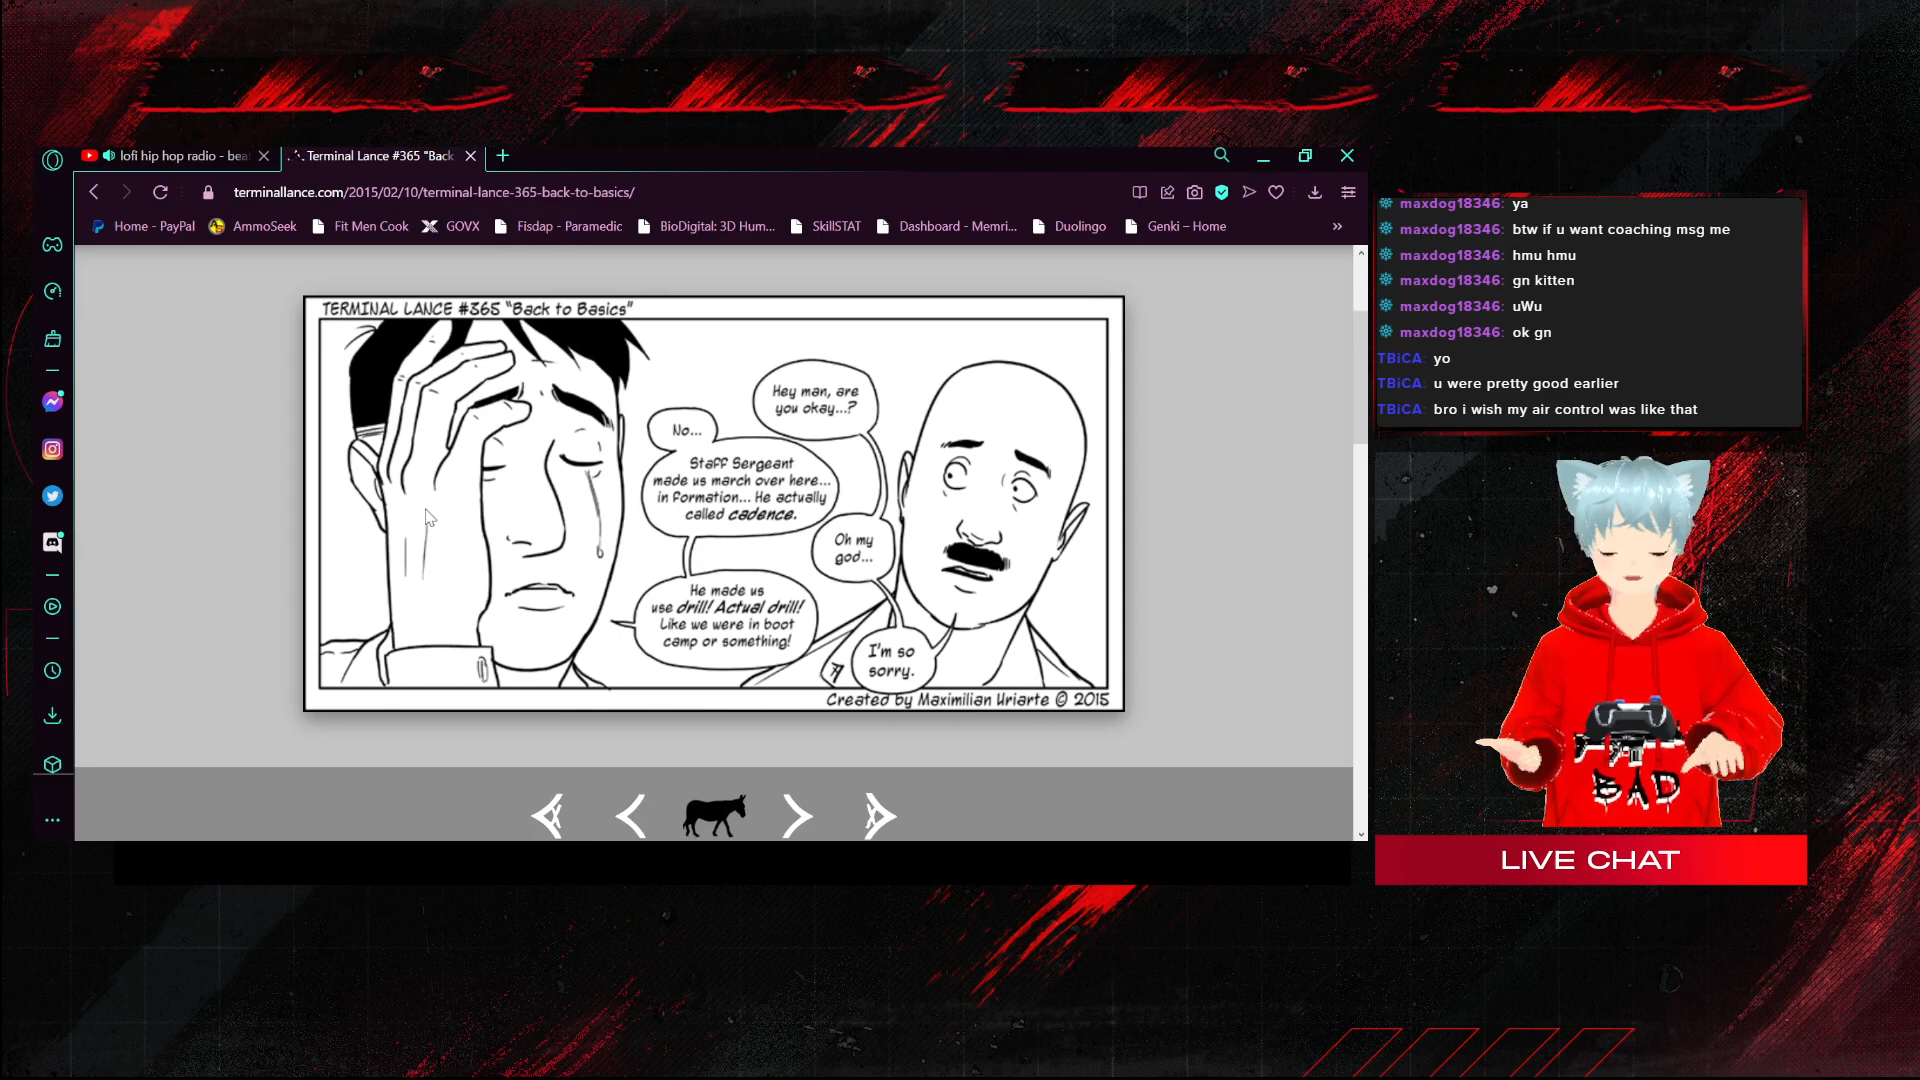 lofi hip hop radio - bea
Terminal Lance #365 "Back
terminallance.com/2015/02/10/terminal-lance-365-back-to-basics/
Home - PayPal
AmmoSeek
Fit Men Cook
GOVX
Fisdap - Paramedic
BioDigital: 3D Hum...
SkillSTAT
Dashboard - Memri...
Duolingo
Genki – Home
»
TERMINAL LANCE #365 "Back to Basics"
Hey man, are
you okay...?
No...
Staff Sergeant
made us march over here...
in formation... He actually
called cadence.
Oh my
god...
He made us
use drill! Actual drill!
Like we were in boot
camp or something!
I'm so
sorry.
Created by Maximilian Uriarte © 2015
maxdog18346: ya
maxdog18346: btw if u want coaching msg me
maxdog18346: hmu hmu
maxdog18346: gn kitten
maxdog18346: uWu
maxdog18346: ok gn
TBiCA: yo
TBiCA: u were pretty good earlier
TBiCA: bro i wish my air control was like that
BAD
LIVE CHAT